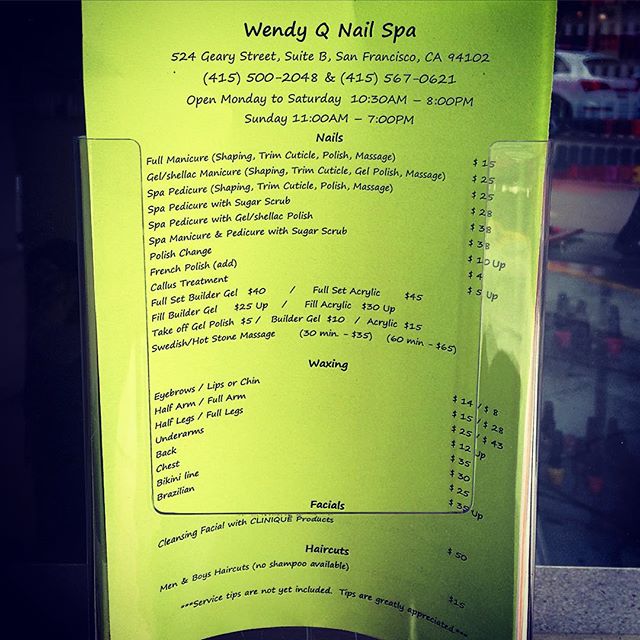 Wendy Q Nail Spa
524 Geary Street, Suite B, San Francisco, CA 94102
(415) 500-2048 & (415) 567-0621
Open Monday to Saturday 10:30AM – 8:00PM
Sunday 11:00AM – 7:00PM
Nails
Full Manicure (Shaping, Trim Cuticle, Polish, Massage) $ 15
Gel/shellac Manicure (Shaping, Trim Cuticle, Gel Polish, Massage) $ 25
Spa Pedicure (Shaping, Trim Cuticle, Polish, Massage) $ 25
Spa Pedicure with Sugar Scrub $ 28
Spa Pedicure with Gel/shellac Polish $ 38
Spa Manicure & Pedicure with Sugar Scrub $ 38
Polish Change $ 10 Up
French Polish (add) $ 4
Callus Treatment $ 5 Up
Full Set Builder Gel $40 / Full Set Acrylic $45
Fill Builder Gel $25 Up / Fill Acrylic $30 Up
Take off Gel Polish $5 / Builder Gel $10 / Acrylic $15
Swedish/Hot Stone Massage (30 min. - $35) (60 min. - $65)
Waxing
Eyebrows / Lips or Chin $ 14 / $ 8
Half Arm / Full Arm $ 15 / $ 28
Half Legs / Full Legs $ 25 / $ 43
Underarms $ 12 Up
Back $ 35
Chest $ 30
Bikini line $ 25
Brazilian $ 35 Up
Facials
Cleansing Facial with CLINIQUE Products $ 50
Haircuts
Men & Boys Haircuts (no shampoo available) $15
***Service tips are not yet included. Tips are greatly appreciated.***